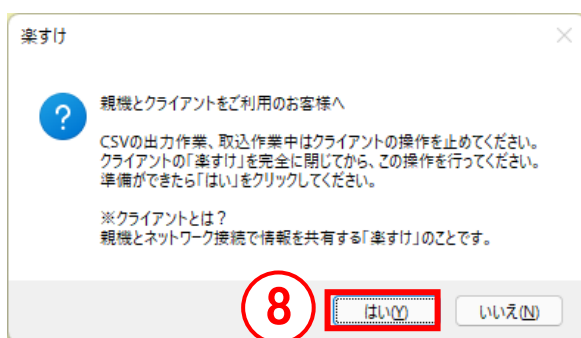 楽すけ
親機とクライアントをご利用のお客様へ
CSVの出力作業、取込作業中はクライアントの操作を止めてください。
クライアントの「楽すけ」を完全に閉じてから、この操作を行ってください。
準備ができたら「はい」をクリックしてください。
※クライアントとは？
親機とネットワーク接続で情報を共有する「楽すけ」のことです。
⑧ はい(Y) いいえ(N)